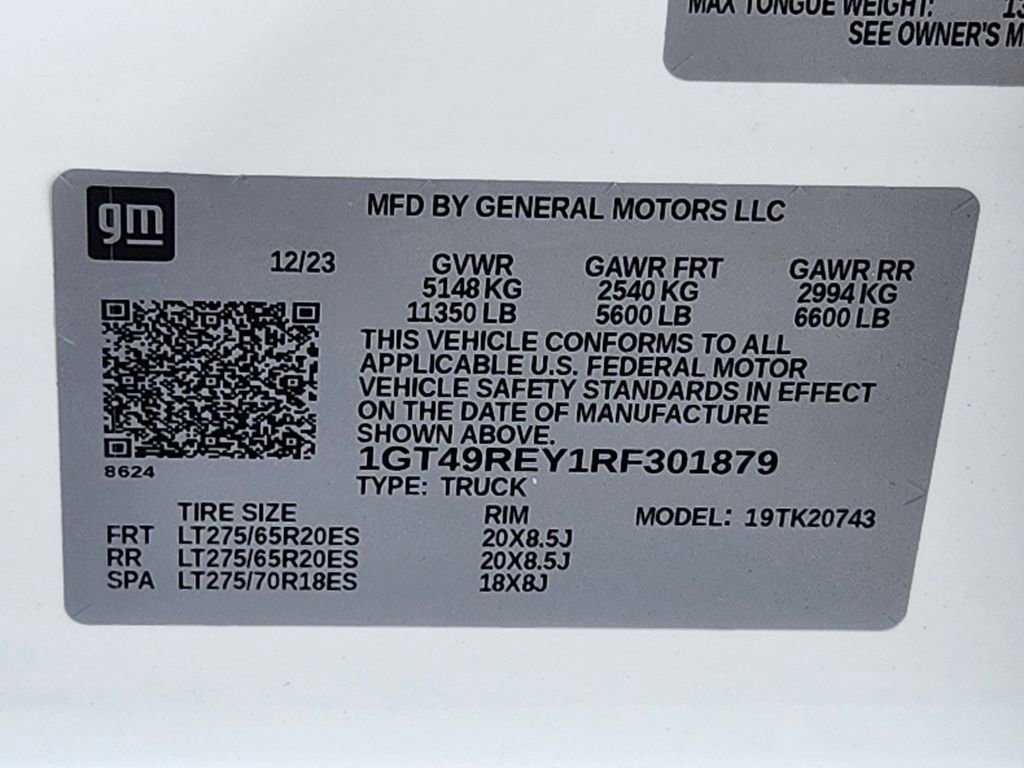 MAX TONGUE WEIGHT: 13
SEE OWNER'S M
gm
MFD BY GENERAL MOTORS LLC
12/23 GVWR GAWR FRT GAWR RR
5148 KG 2540 KG 2994 KG
11350 LB 5600 LB 6600 LB
THIS VEHICLE CONFORMS TO ALL
APPLICABLE U.S. FEDERAL MOTOR
VEHICLE SAFETY STANDARDS IN EFFECT
ON THE DATE OF MANUFACTURE
SHOWN ABOVE.
8624 1GT49REY1RF301879
TYPE: TRUCK
TIRE SIZE RIM MODEL: 19TK20743
FRT LT275/65R20ES 20X8.5J
RR LT275/65R20ES 20X8.5J
SPA LT275/70R18ES 18X8J